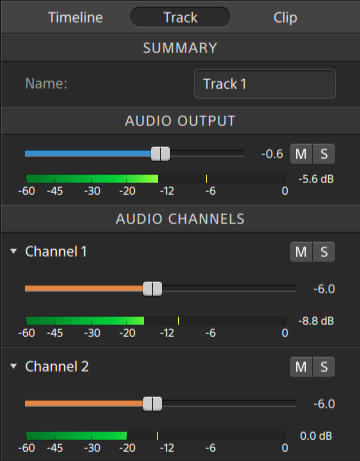 Timeline Track Clip
SUMMARY
Name: Track 1
AUDIO OUTPUT
-0.6 M S
-5.6 dB
-60 -45 -30 -20 -12 -6 0
AUDIO CHANNELS
Channel 1 M S
-6.0
-8.8 dB
-60 -45 -30 -20 -12 -6 0
Channel 2 M S
-6.0
0.0 dB
-60 -45 -30 -20 -12 -6 0